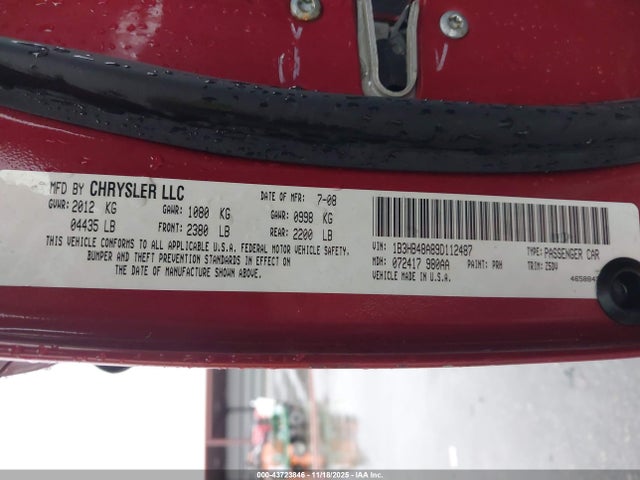 MFD BY CHRYSLER LLC DATE OF MFR: 7-08
GVWR: 2012 KG GAWR: 1080 KG GAWR: 0998 KG
04435 LB FRONT: 2380 LB REAR: 2200 LB
THIS VEHICLE CONFORMS TO ALL APPLICABLE U.S.A. FEDERAL MOTOR VEHICLE SAFETY,
BUMPER AND THEFT PREVENTION STANDARDS IN EFFECT ON
THE DATE OF MANUFACTURE SHOWN ABOVE.
VIN: 1B3HB48A89D112487 TYPE: PASSENGER CAR
MDH: 072417 980AA PAINT: PRH TRIM: Z5DV
VEHICLE MADE IN U.S.A.
000-43723846 - 11/18/2025 - IAAI.CA